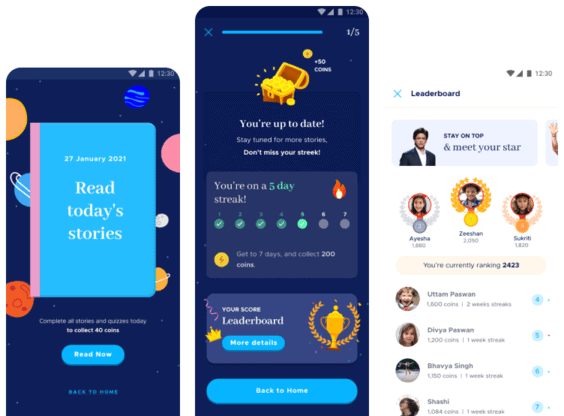 12:30
27 January 2021
Read
today's
stories
Complete all stories and quizzes today
to collect 40 coins
Read Now
BACK TO HOME
12:30
1/5
+50
COINS
You're up to date!
Stay tuned for more stories,
Don't miss your streek!
You're on a 5 day
streak!
1 2 3 4 5 6 7
Get to 7 days, and collect 200
coins.
YOUR SCORE
Leaderboard
More details
Back to Home
12:30
Leaderboard
STAY ON TOP
& meet your star
Ayesha
1,860
Zeeshan
2,050
Sukriti
1,820
You're currently ranking 2423
Uttam Paswan
1,600 coins | 2 weeks streaks
4
Divya Paswan
1,200 coins | 1 week streak
5
Bhavya Singh
1,150 coins | 1 week streak
6
Shashi
1,084 coins | 1 week streak
7